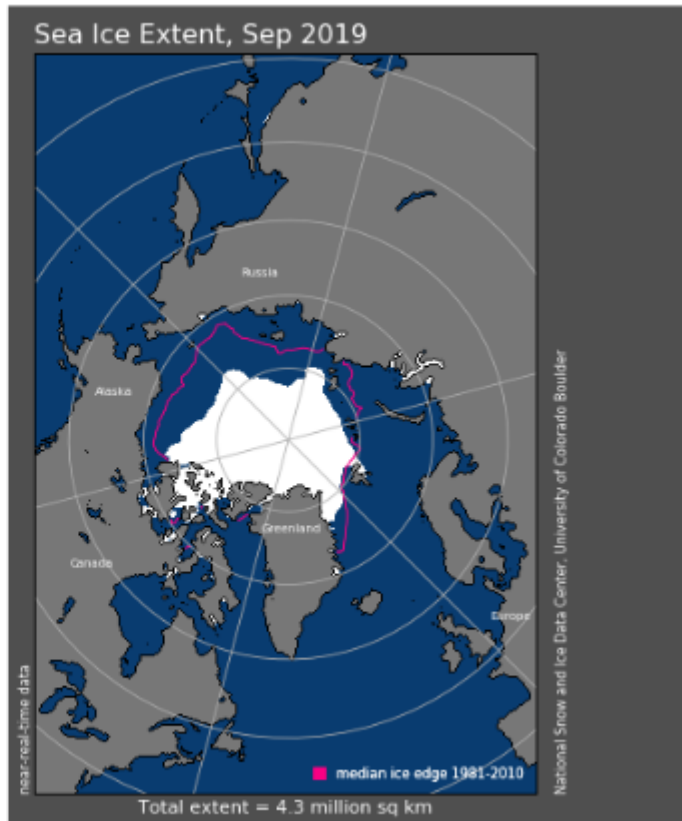 Sea Ice Extent, Sep 2019
Russia
Alaska
Greenland
Canada
Europe
near-real-time data
National Snow and Ice Data Center, University of Colorado Boulder
median ice edge 1981-2010
Total extent = 4.3 million sq km